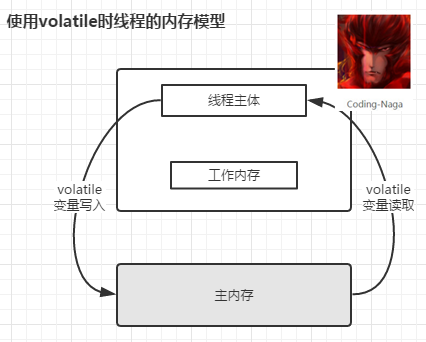 使用volatile时线程的内存模型
Coding-Naga
线程主体
工作内存
volatile
变量写入
volatile
变量读取
主内存